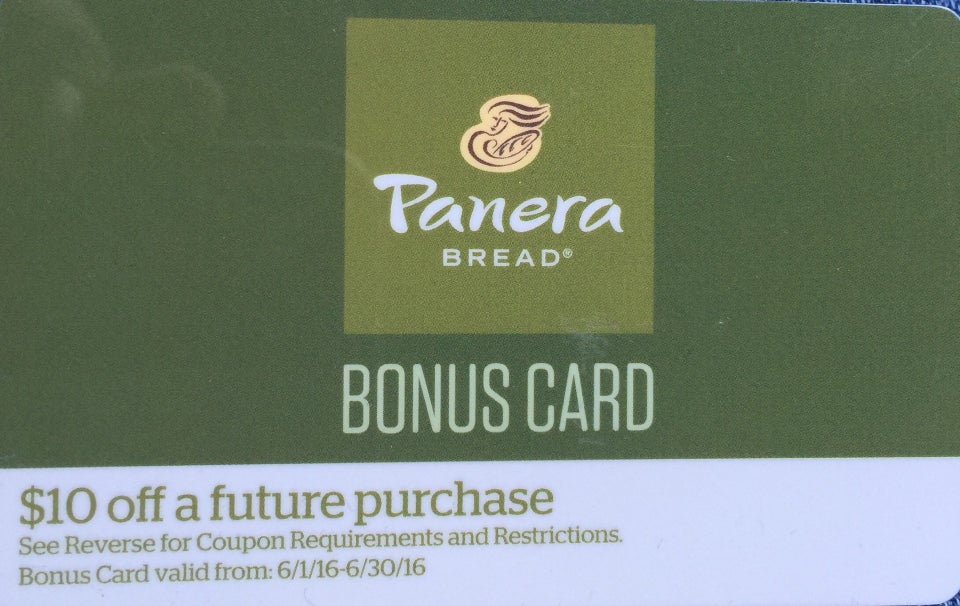 Panera
BREAD®
BONUS CARD
$10 off a future purchase
See Reverse for Coupon Requirements and Restrictions.
Bonus Card valid from: 6/1/16-6/30/16